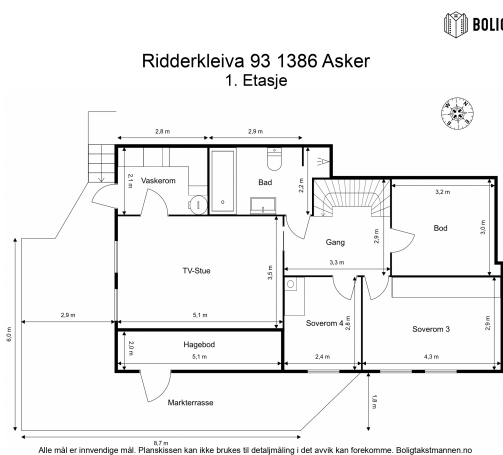 BOLIG
Ridderkleiva 93 1386 Asker
1. Etasje
2,8 m
2,9 m
Vaskerom
2,1 m
Bad
2,2 m
3,2 m
Bod
3,0 m
2,9 m
Gang
3,3 m
TV-Stue
3,5 m
5,1 m
2,9 m
6,0 m
Hagebod
2,0 m
5,1 m
Soverom 4
2,8 m
2,4 m
Soverom 3
2,9 m
4,3 m
Markterrasse
1,8 m
8,7 m
Alle mål er innvendige mål. Planskissen kan ikke brukes til detaljmåling i det avvik kan forekomme. Boligtakstmannen.no